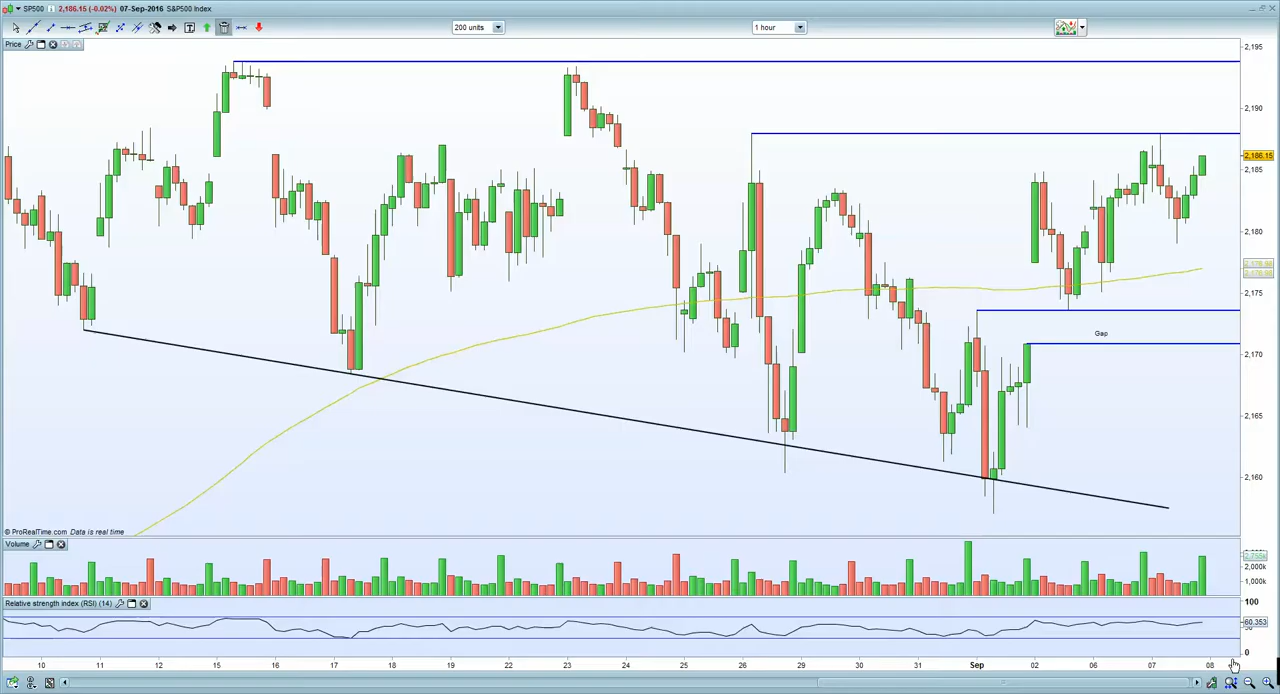 SP500 2,186.15 (-0.02%) 07-Sep-2016 S&P500 Index
200 units 1 hour
Price
2,195
2,190
2,186.15
2,185
2,180
2,175
Gap
2,170
2,165
2,160
© ProRealTime.com Data is real time
Volume
2,000k
1,000k
Relative strength index (RSI) (14)
100
60.353
0
10 11 12 15 16 17 18 19 22 23 24 25 26 29 30 31 Sep 02 06 07 08